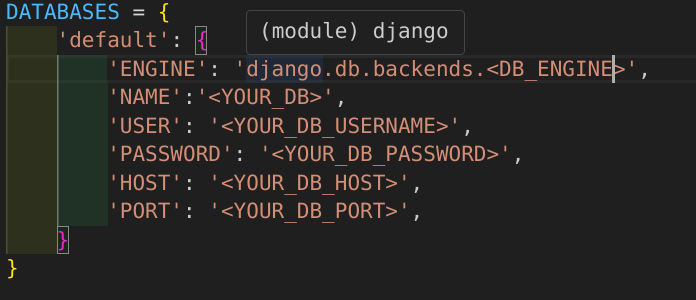 DATABASES = {
(module) django
'default': {
'ENGINE': 'django.db.backends.<DB_ENGINE>',
'NAME':'<YOUR_DB>',
'USER': '<YOUR_DB_USERNAME>',
'PASSWORD': '<YOUR_DB_PASSWORD>',
'HOST': '<YOUR_DB_HOST>',
'PORT': '<YOUR_DB_PORT>',
}
}